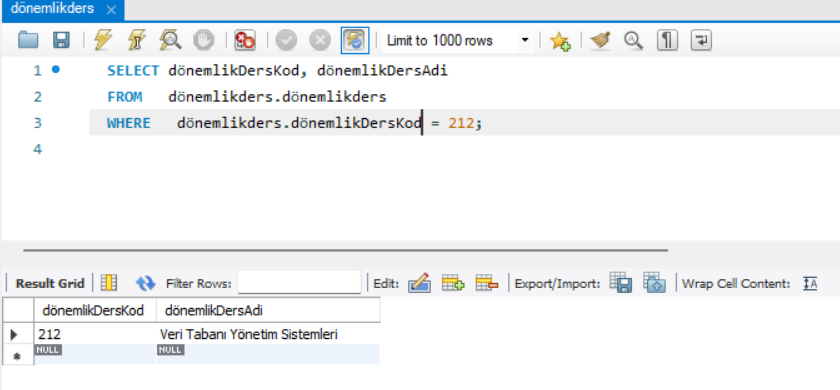 dönemlikders
Limit to 1000 rows
1 SELECT dönemlikDersKod, dönemlikDersAdi
2 FROM dönemlikders.dönemlikders
3 WHERE dönemlikders.dönemlikDersKod = 212;
4
Result Grid Filter Rows: Edit: Export/Import: Wrap Cell Content: IA
dönemlikDersKod dönemlikDersAdi
212 Veri Tabanı Yönetim Sistemleri
NULL NULL